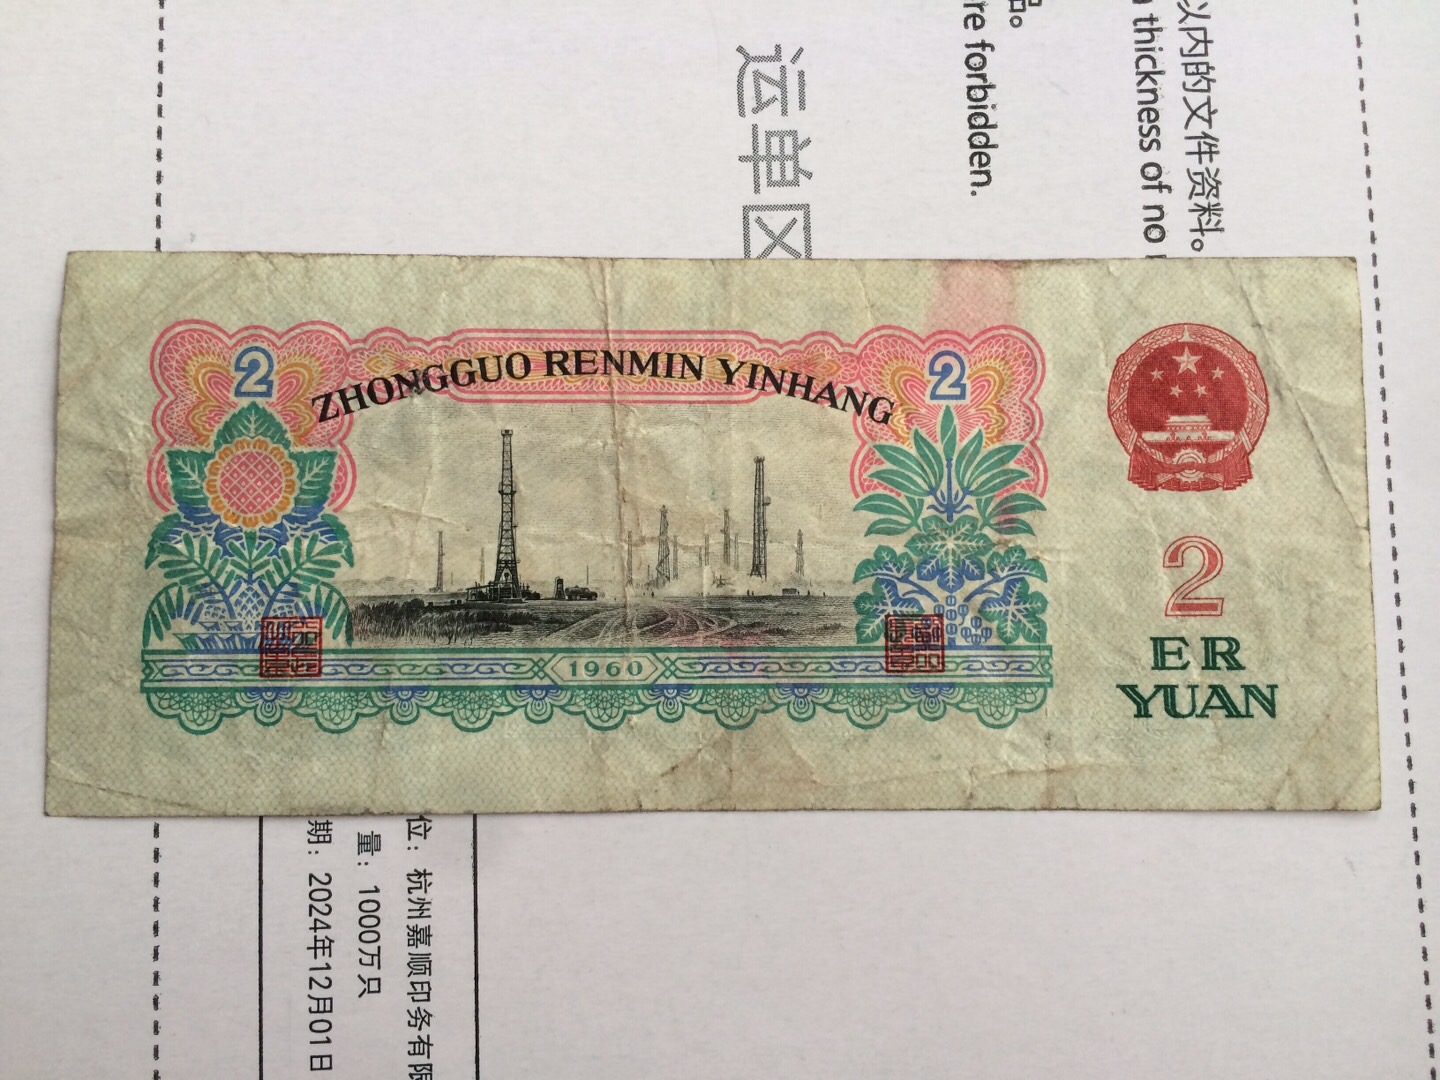 品。
re forbidden.
以内的文件资料。
thickness of no
运单区
2
ZHONGGUO RENMIN YINHANG
2
1960
2
ER
YUAN
位：杭州嘉顺印务有限
量：1000万只
期：2024年12月01日